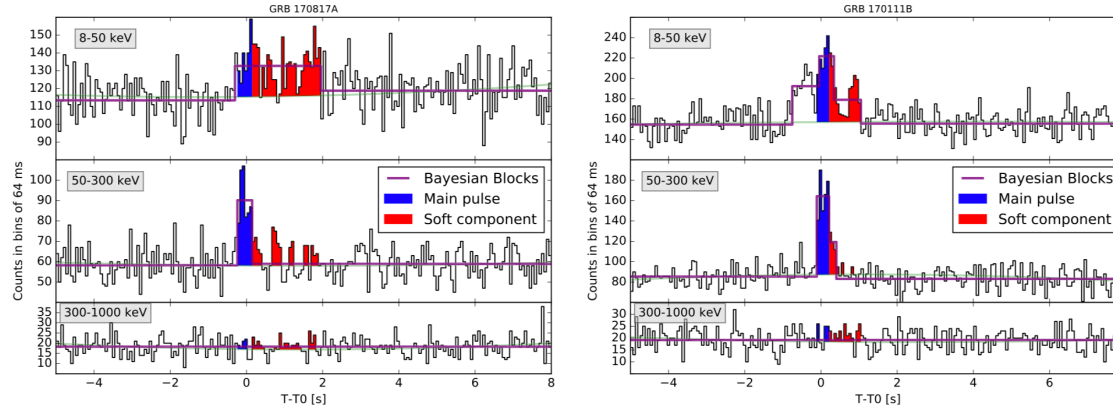 GRB 170817A
8-50 keV
150
140
130
120
110
100
90
50-300 keV
100
90
80
70
60
50
Bayesian Blocks
Main pulse
Soft component
300-1000 keV
35
30
25
20
15
10
−4
−2
0
2
4
6
8
T-T0 [s]
Counts in bins of 64 ms
GRB 170111B
8-50 keV
240
220
200
180
160
140
50-300 keV
180
160
140
120
100
80
Bayesian Blocks
Main pulse
Soft component
300-1000 keV
30
25
20
15
10
−4
−2
0
2
4
6
T-T0 [s]
Counts in bins of 64 ms